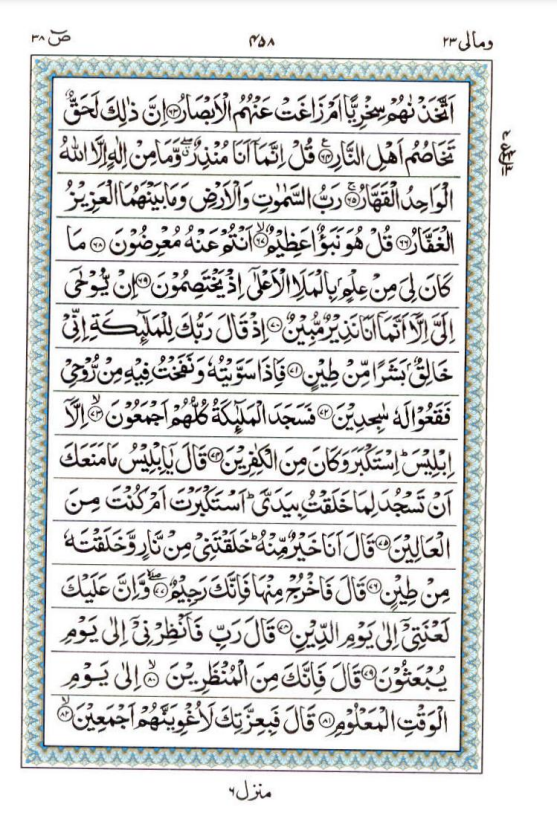 ومالی ۲۳ ۴۵۸ صٓ ۳۸
اَتَّخَذْنٰهُمْ سِخْرِيًّا اَمْ زَاغَتْ عَنْهُمُ الْاَبْصَارُ ﴿۶۳﴾ اِنَّ ذٰلِكَ لَحَقٌّ
تَخَاصُمُ اَهْلِ النَّارِ ﴿۶۴﴾ قُلْ اِنَّمَاۤ اَنَا مُنْذِرٌ ۖ وَّمَا مِنْ اِلٰهٍ اِلَّا اللّٰهُ
الْوَاحِدُ الْقَهَّارُ ﴿۶۵﴾ رَبُّ السَّمٰوٰتِ وَالْاَرْضِ وَمَا بَيْنَهُمَا الْعَزِيْزُ
الْغَفَّارُ ﴿۶۶﴾ قُلْ هُوَ نَبَؤٌا عَظِيْمٌ ﴿۶۷﴾ اَنْتُمْ عَنْهُ مُعْرِضُوْنَ ﴿۶۸﴾ مَا
كَانَ لِيَ مِنْ عِلْمٍۭ بِالْمَلَاِ الْاَعْلٰۤى اِذْ يَخْتَصِمُوْنَ ﴿۶۹﴾ اِنْ يُّوْحٰۤى
اِلَيَّ اِلَّاۤ اَنَّمَاۤ اَنَا نَذِيْرٌ مُّبِيْنٌ ﴿۷۰﴾ اِذْ قَالَ رَبُّكَ لِلْمَلٰٓئِكَةِ اِنِّيْ
خَالِقٌۢ بَشَرًا مِّنْ طِيْنٍ ﴿۷۱﴾ فَاِذَا سَوَّيْتُهٗ وَنَفَخْتُ فِيْهِ مِنْ رُّوْحِيْ
فَقَعُوْا لَهٗ سٰجِدِيْنَ ﴿۷۲﴾ فَسَجَدَ الْمَلٰٓئِكَةُ كُلُّهُمْ اَجْمَعُوْنَ ﴿۷۳﴾ اِلَّاۤ
اِبْلِيْسَ ؕ اِسْتَكْبَرَ وَكَانَ مِنَ الْكٰفِرِيْنَ ﴿۷۴﴾ قَالَ يٰۤاِبْلِيْسُ مَا مَنَعَكَ
اَنْ تَسْجُدَ لِمَا خَلَقْتُ بِيَدَيَّ ؕ اَسْتَكْبَرْتَ اَمْ كُنْتَ مِنَ
الْعَالِيْنَ ﴿۷۵﴾ قَالَ اَنَا خَيْرٌ مِّنْهُ ؕ خَلَقْتَنِيْ مِنْ نَّارٍ وَّخَلَقْتَهٗ
مِنْ طِيْنٍ ﴿۷۶﴾ قَالَ فَاخْرُجْ مِنْهَا فَاِنَّكَ رَجِيْمٌ ﴿۷۷﴾ وَّاِنَّ عَلَيْكَ
لَعْنَتِيْۤ اِلٰى يَوْمِ الدِّيْنِ ﴿۷۸﴾ قَالَ رَبِّ فَاَنْظِرْنِيْۤ اِلٰى يَوْمِ
يُبْعَثُوْنَ ﴿۷۹﴾ قَالَ فَاِنَّكَ مِنَ الْمُنْظَرِيْنَ ﴿۸۰﴾ اِلٰى يَوْمِ
الْوَقْتِ الْمَعْلُوْمِ ﴿۸۱﴾ قَالَ فَبِعِزَّتِكَ لَاُغْوِيَنَّهُمْ اَجْمَعِيْنَ ﴿۸۲﴾
منزل ۶